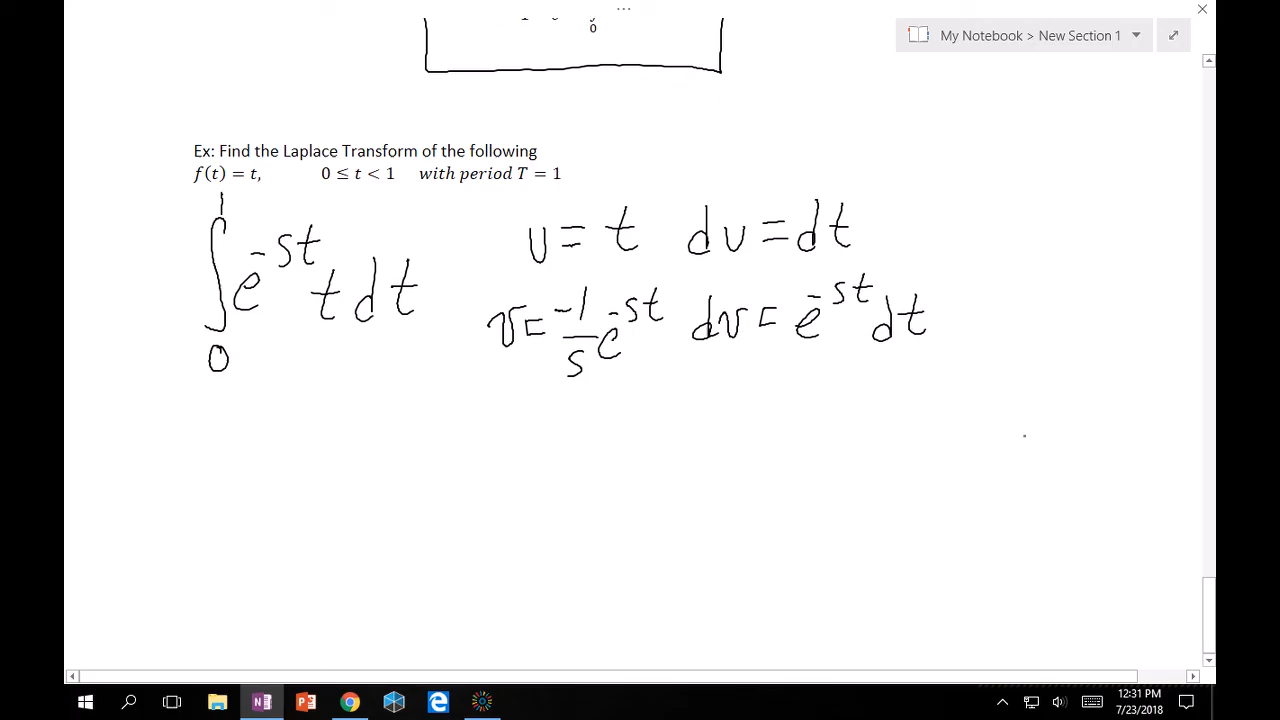 ...
0
My Notebook > New Section 1
Ex: Find the Laplace Transform of the following
f(t) = t, 0 ≤ t < 1 with period T = 1
∫₀¹ e^{-st} t dt
u = t du = dt
v = -1/s e^{-st} dv = e^{-st} dt
12:31 PM
7/23/2018